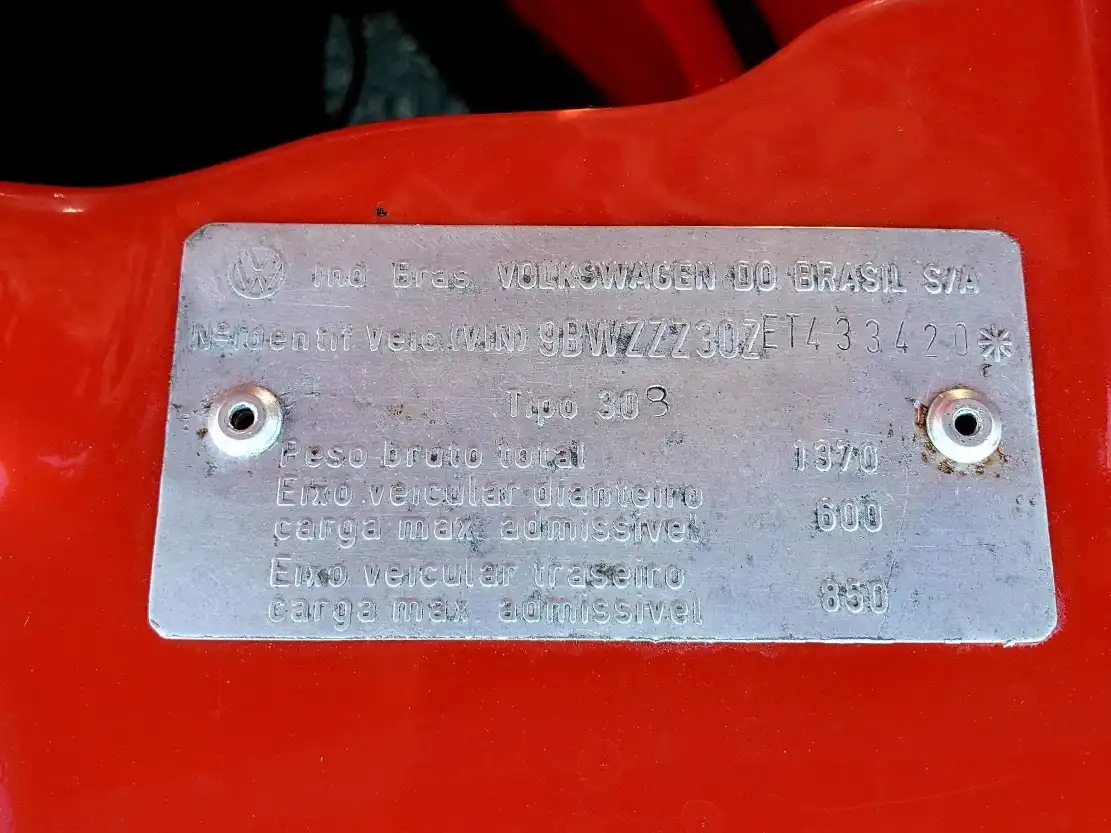 Ind Bras VOLKSWAGEN DO BRASIL S/A
Nº Identif Veic.(VIN) 9BWZZZ30ZET433420*
Tipo 308
Peso bruto total 1370
Eixo veicular dianteiro
carga max admissivel 600
Eixo veicular traseiro
carga max admissivel 850